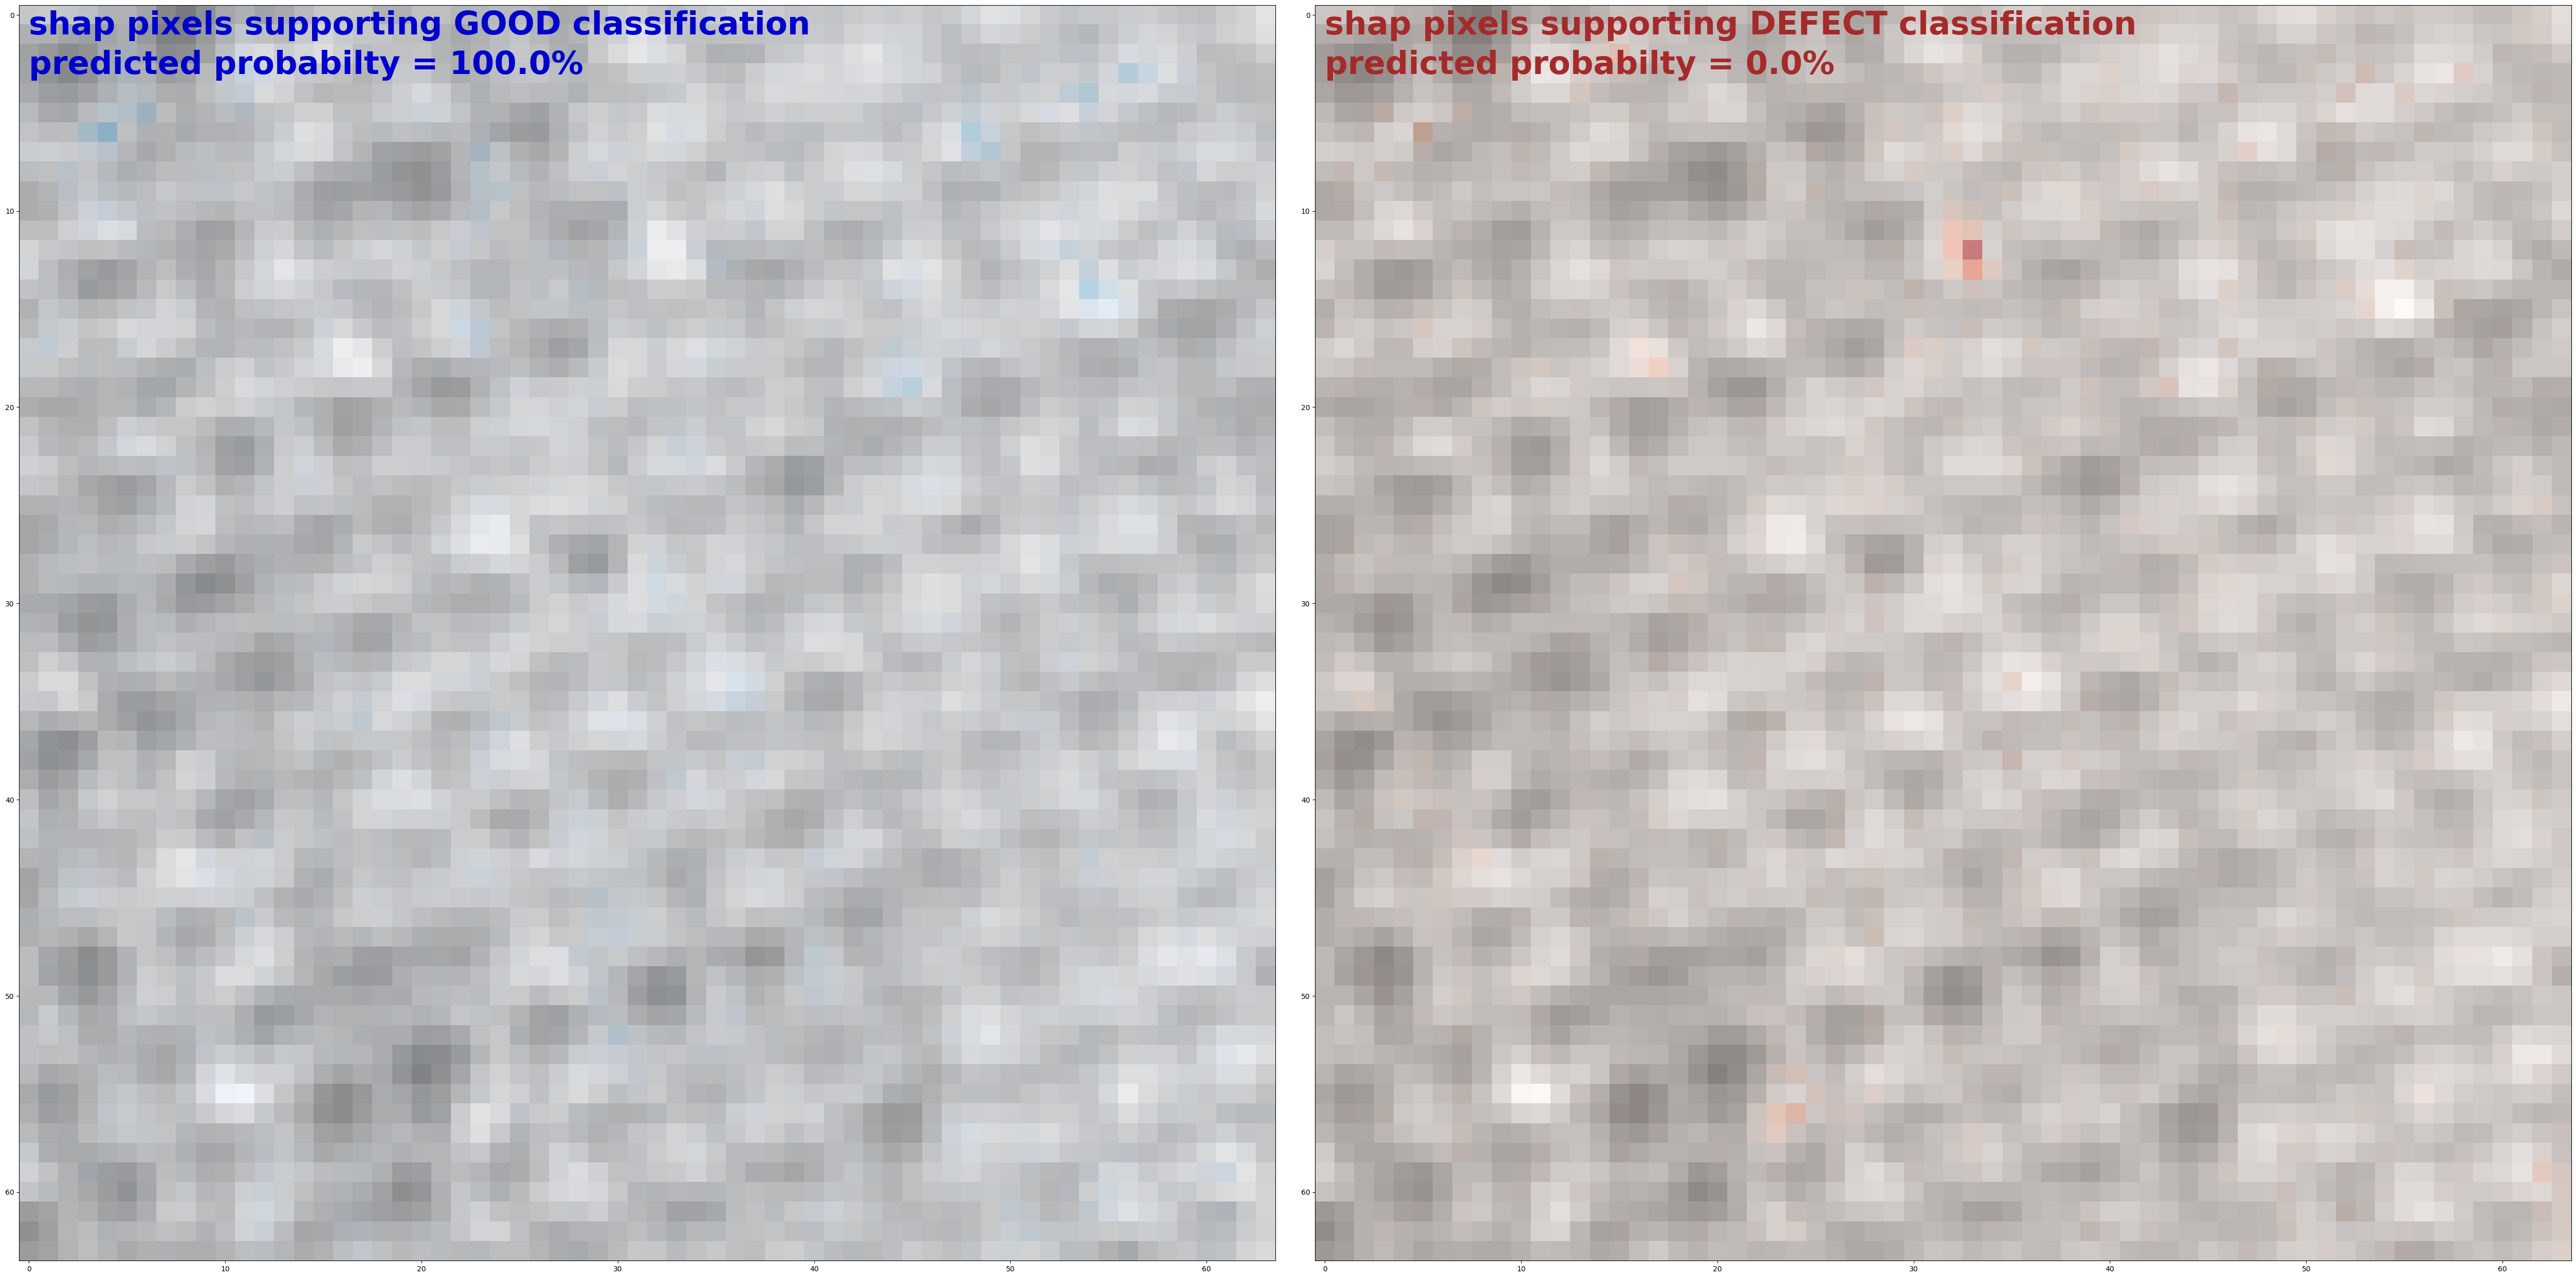 shap pixels supporting GOOD classification
predicted probabilty = 100.0%
0
10
20
30
40
50
60
0 10 20 30 40 50 60
shap pixels supporting DEFECT classification
predicted probabilty = 0.0%
0
10
20
30
40
50
60
0 10 20 30 40 50 60